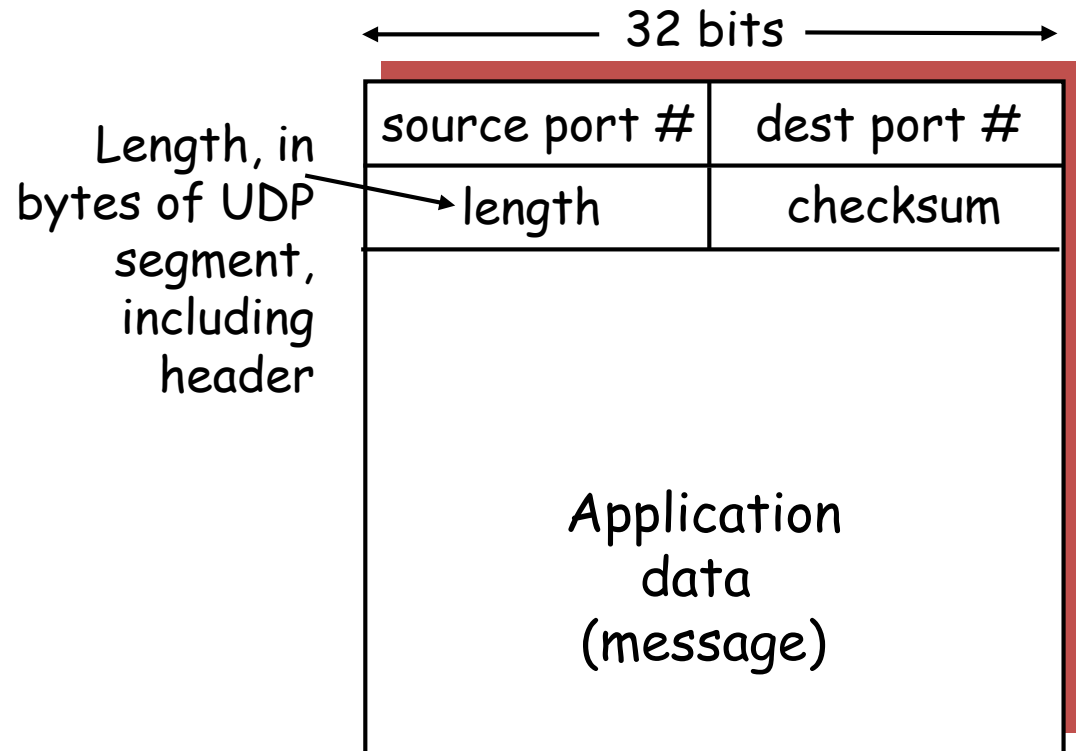 32 bits
source port #
dest port #
Length, in
bytes of UDP
segment,
including
header
length
checksum
Application
data
(message)